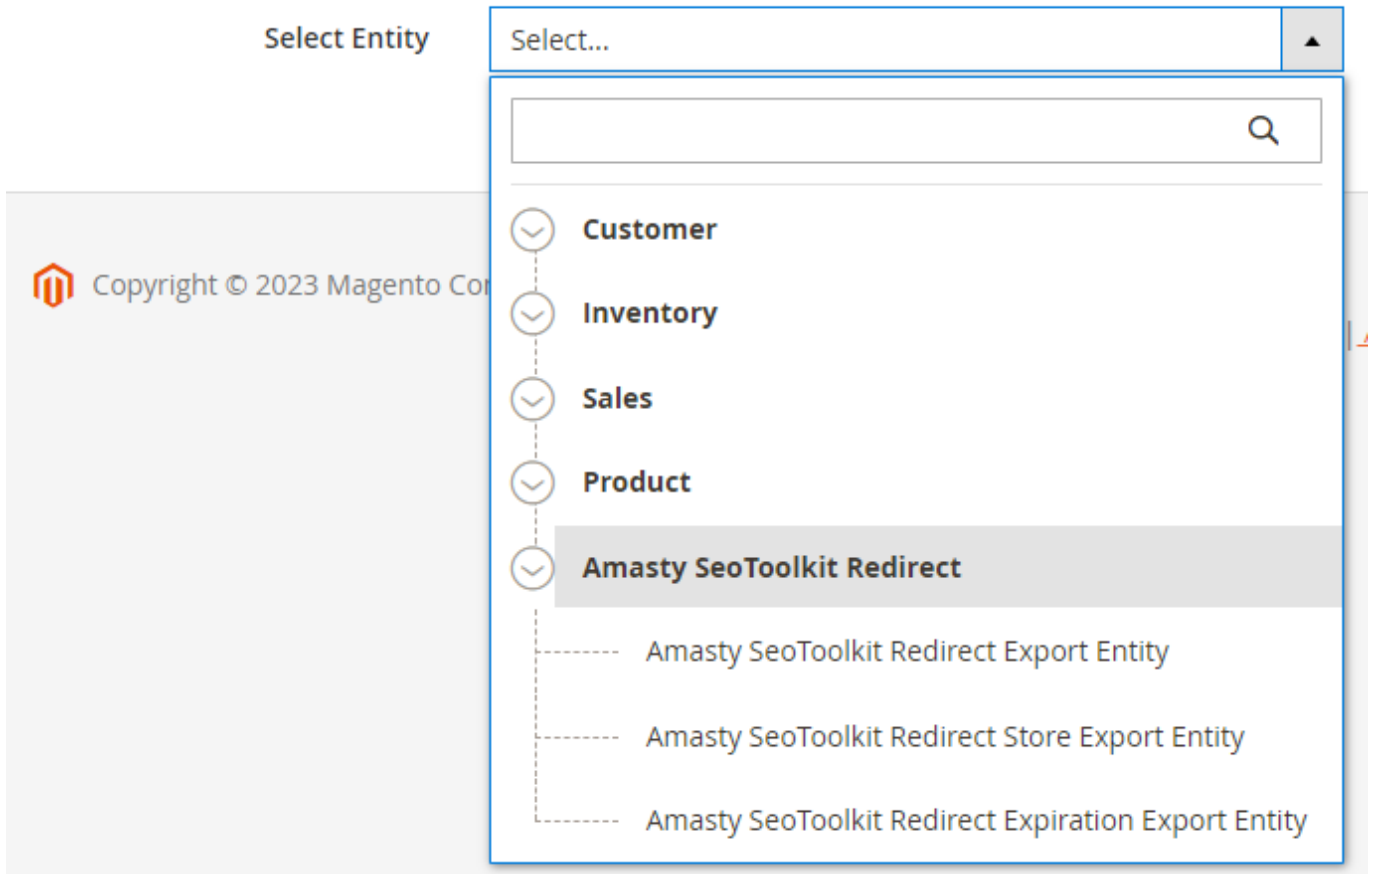 Select Entity
Select...
Customer
Inventory
Copyright © 2023 Magento
Sales
Product
Amasty SeoToolkit Redirect
Amasty SeoToolkit Redirect Export Entity
Amasty SeoToolkit Redirect Store Export Entity
Amasty SeoToolkit Redirect Expiration Export Entity